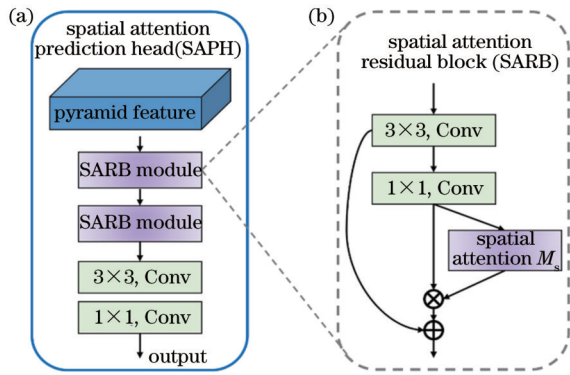 (a)
spatial attention
prediction head(SAPH)
pyramid feature
SARB module
SARB module
3×3, Conv
1×1, Conv
output
(b)
spatial attention
residual block (SARB)
3×3, Conv
1×1, Conv
spatial
attention Ms